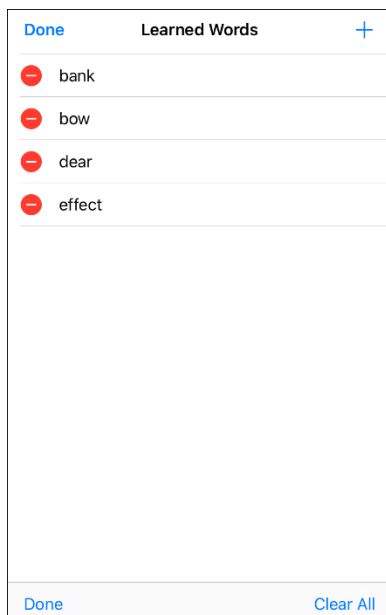 Done Learned Words +
bank
bow
dear
effect
Done Clear All